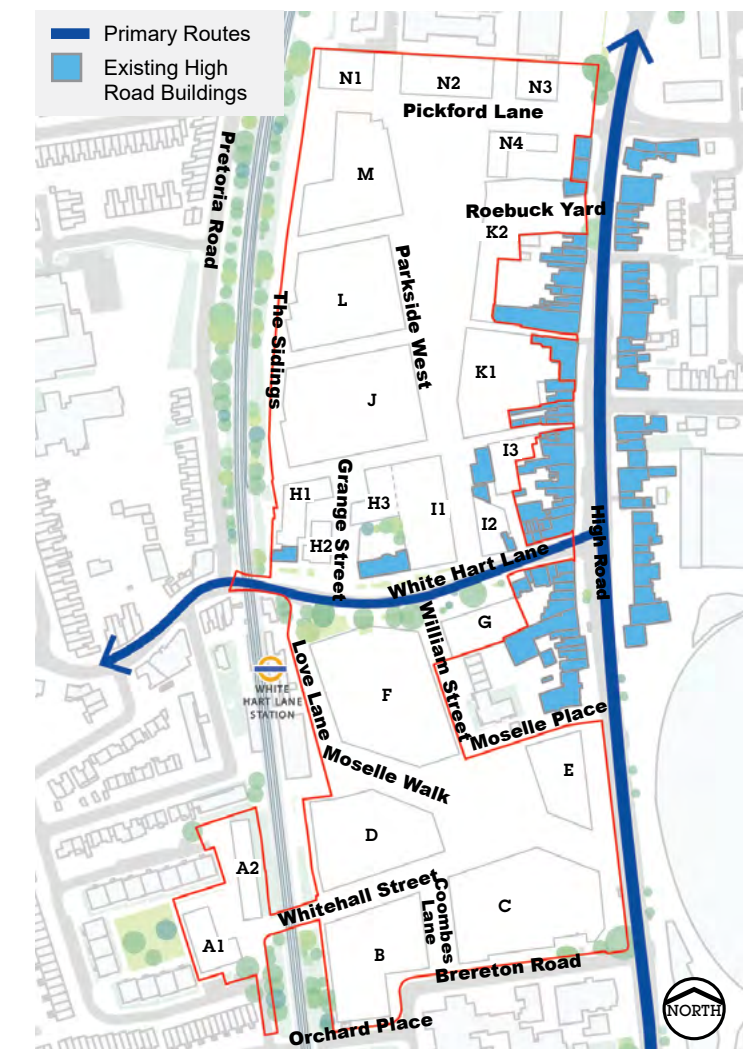 Primary Routes
Existing High
Road Buildings
N1
N2
N3
Pickford Lane
N4
M
Pretoria Road
Roebuck Yard
K2
Parkside West
The Sidings
L
K1
J
I3
Grange Street
H1
H3
I1
I2
H2
High Road
White Hart Lane
William Street
G
Love Lane
WHITE
HART LANE
STATION
F
Moselle Place
Moselle Walk
E
D
A2
Whitehall Street
Coombes
Lane
C
A1
B
Brereton Road
Orchard Place
NORTH